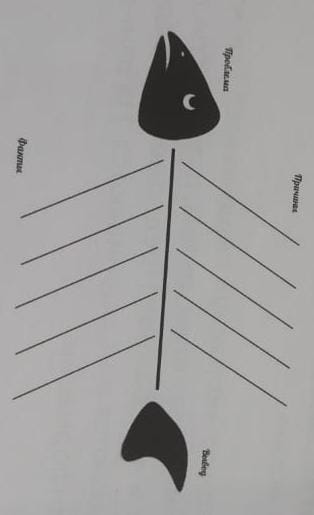 Проблема
Причины
Факты
Вывод